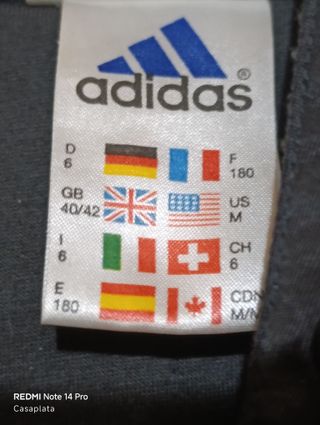 adidas®
D 6 F 180
GB 40/42 US M
I 6 CH 6
E 180 CDN M/M
REDMI Note 14 Pro
Casaplata